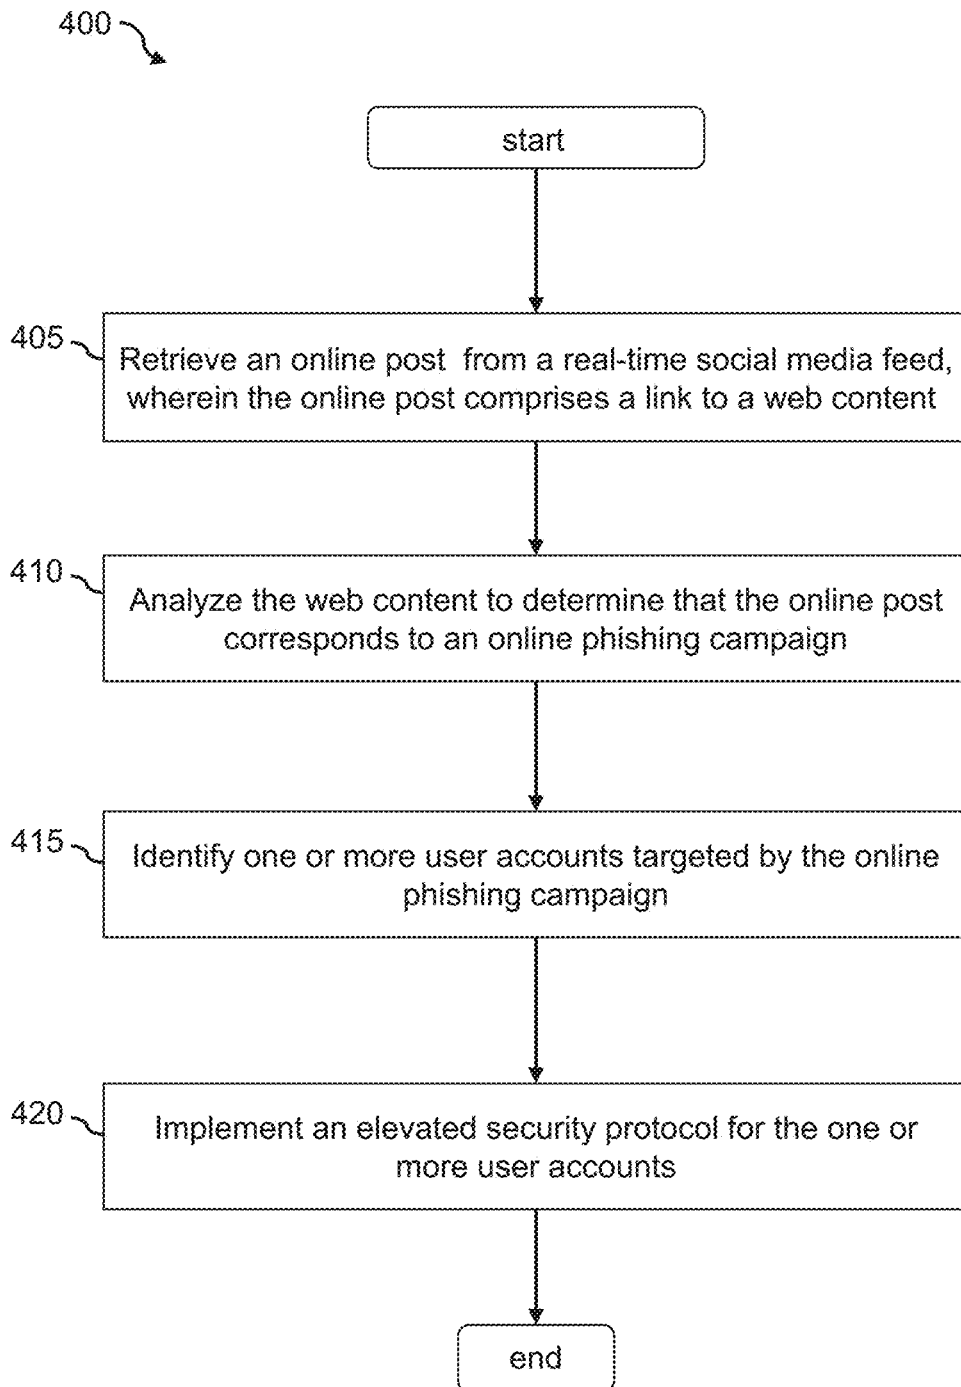 400
start
405
Retrieve an online post from a real-time social media feed,
wherein the online post comprises a link to a web content
410
Analyze the web content to determine that the online post
corresponds to an online phishing campaign
415
Identify one or more user accounts targeted by the online
phishing campaign
420
Implement an elevated security protocol for the one or
more user accounts
end